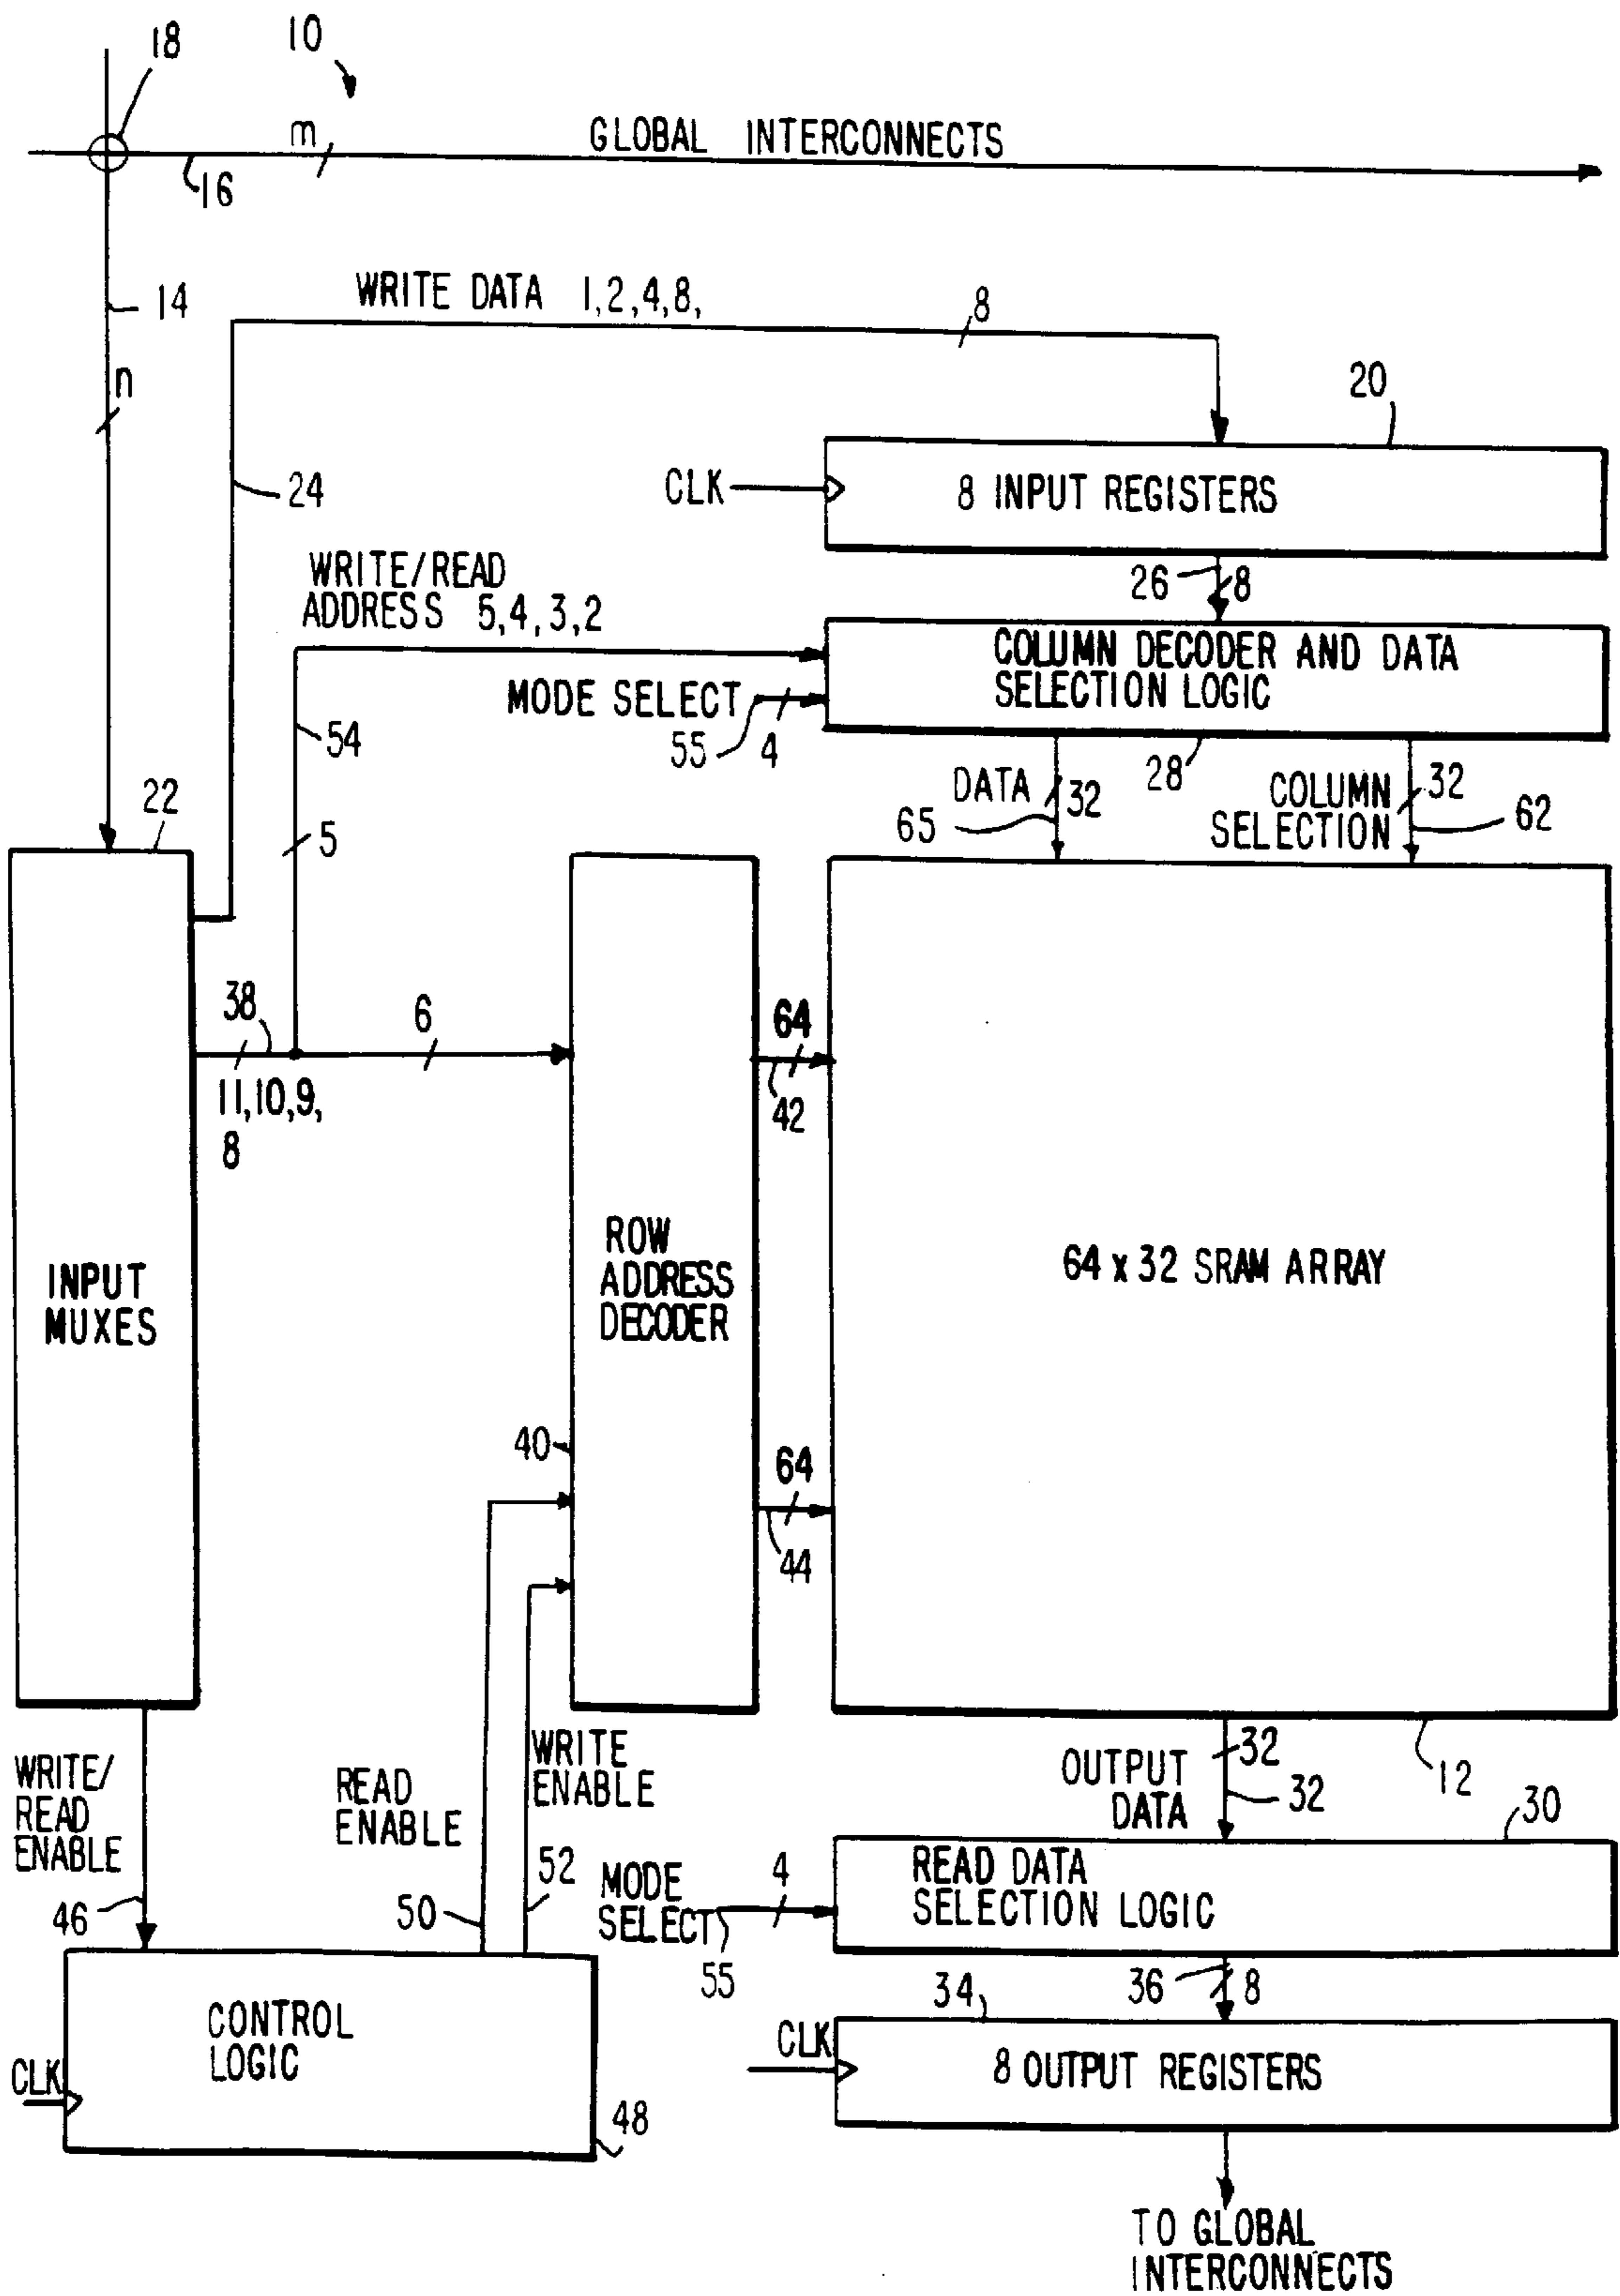 18
10
m
GLOBAL INTERCONNECTS
16
14
WRITE DATA 1,2,4,8,
8
n
20
24
CLK
8 INPUT REGISTERS
WRITE/READ
ADDRESS 5,4,3,2
26
8
COLUMN DECODER AND DATA
SELECTION LOGIC
MODE SELECT
55
4
54
28
DATA
32
65
COLUMN
SELECTION
32
62
22
5
38
6
64
42
11,10,9,
8
INPUT
MUXES
ROW
ADDRESS
DECODER
64 x 32 SRAM ARRAY
40
64
44
WRITE/
READ
ENABLE
46
READ
ENABLE
50
WRITE
ENABLE
52
OUTPUT
DATA
32
32
12
30
MODE
SELECT
4
55
READ DATA
SELECTION LOGIC
36
8
34
CONTROL
LOGIC
CLK
48
CLK
8 OUTPUT REGISTERS
TO GLOBAL
INTERCONNECTS